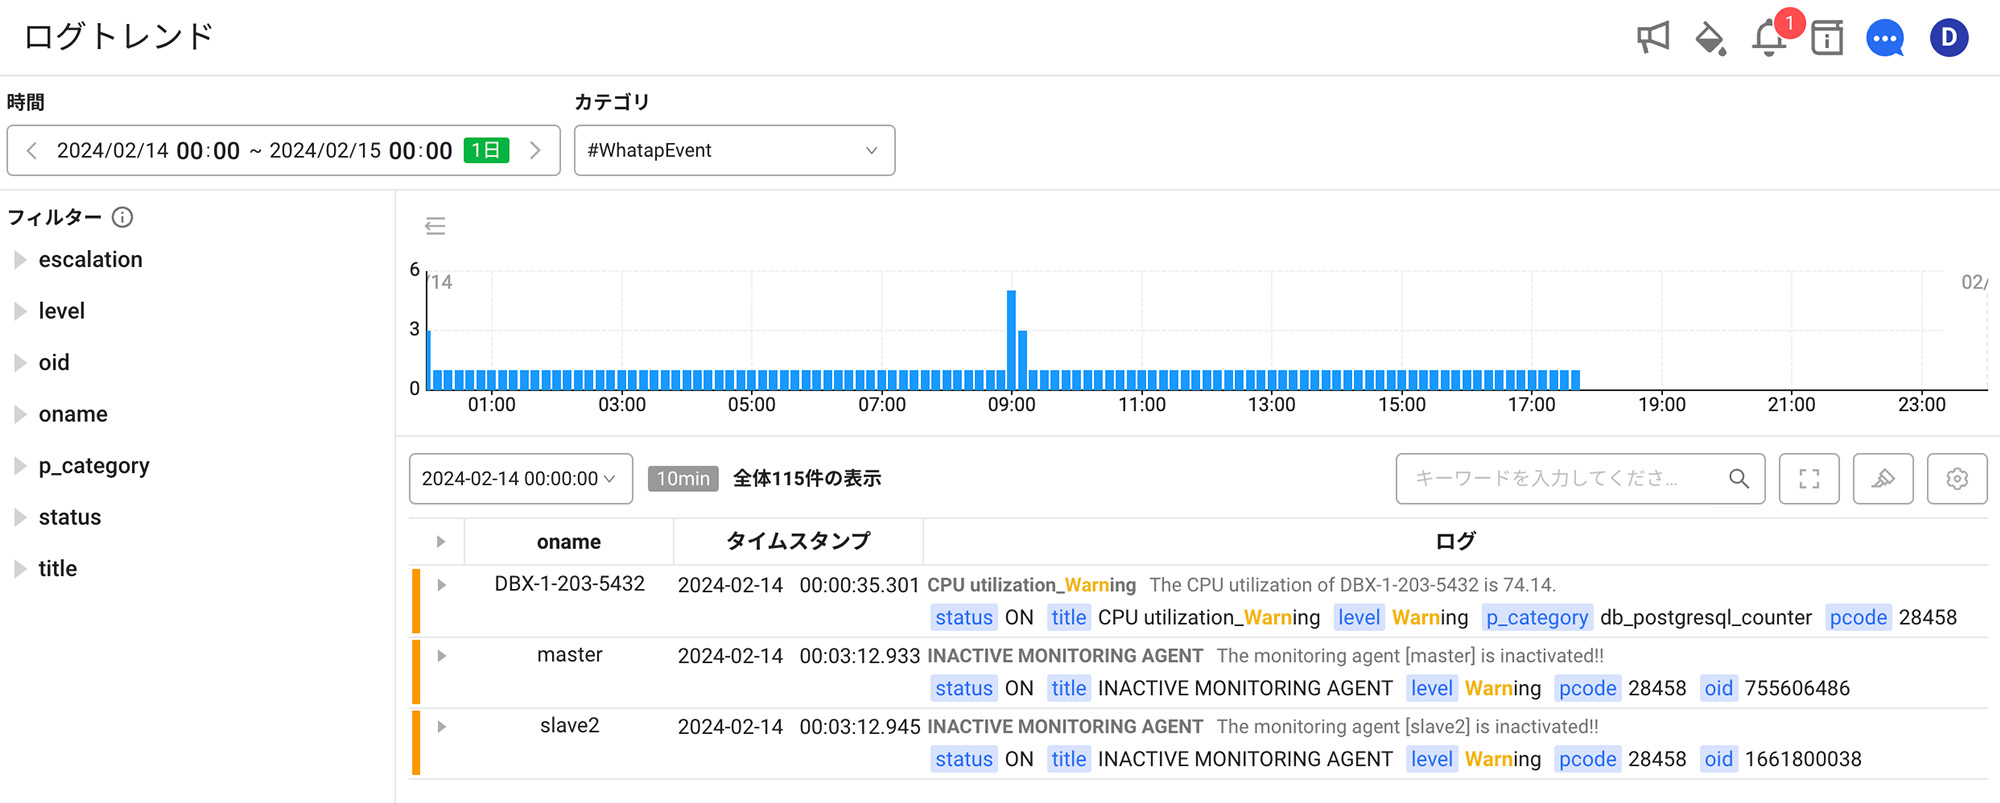 ログトレンド
1
D
時間
カテゴリ
2024/02/14 00:00 ~ 2024/02/15 00:00 1日
#WhatapEvent
フィルター
escalation
level
oid
oname
p_category
status
title
6
3
0
/14
02/
01:00 03:00 05:00 07:00 09:00 11:00 13:00 15:00 17:00 19:00 21:00 23:00
2024-02-14 00:00:00 10min 全体115件の表示
キーワードを入力してくださ...
oname タイムスタンプ ログ
DBX-1-203-5432 2024-02-14 00:00:35.301 CPU utilization_Warning The CPU utilization of DBX-1-203-5432 is 74.14.
status ON title CPU utilization_Warning level Warning p_category db_postgresql_counter pcode 28458
master 2024-02-14 00:03:12.933 INACTIVE MONITORING AGENT The monitoring agent [master] is inactivated!!
status ON title INACTIVE MONITORING AGENT level Warning pcode 28458 oid 755606486
slave2 2024-02-14 00:03:12.945 INACTIVE MONITORING AGENT The monitoring agent [slave2] is inactivated!!
status ON title INACTIVE MONITORING AGENT level Warning pcode 28458 oid 1661800038